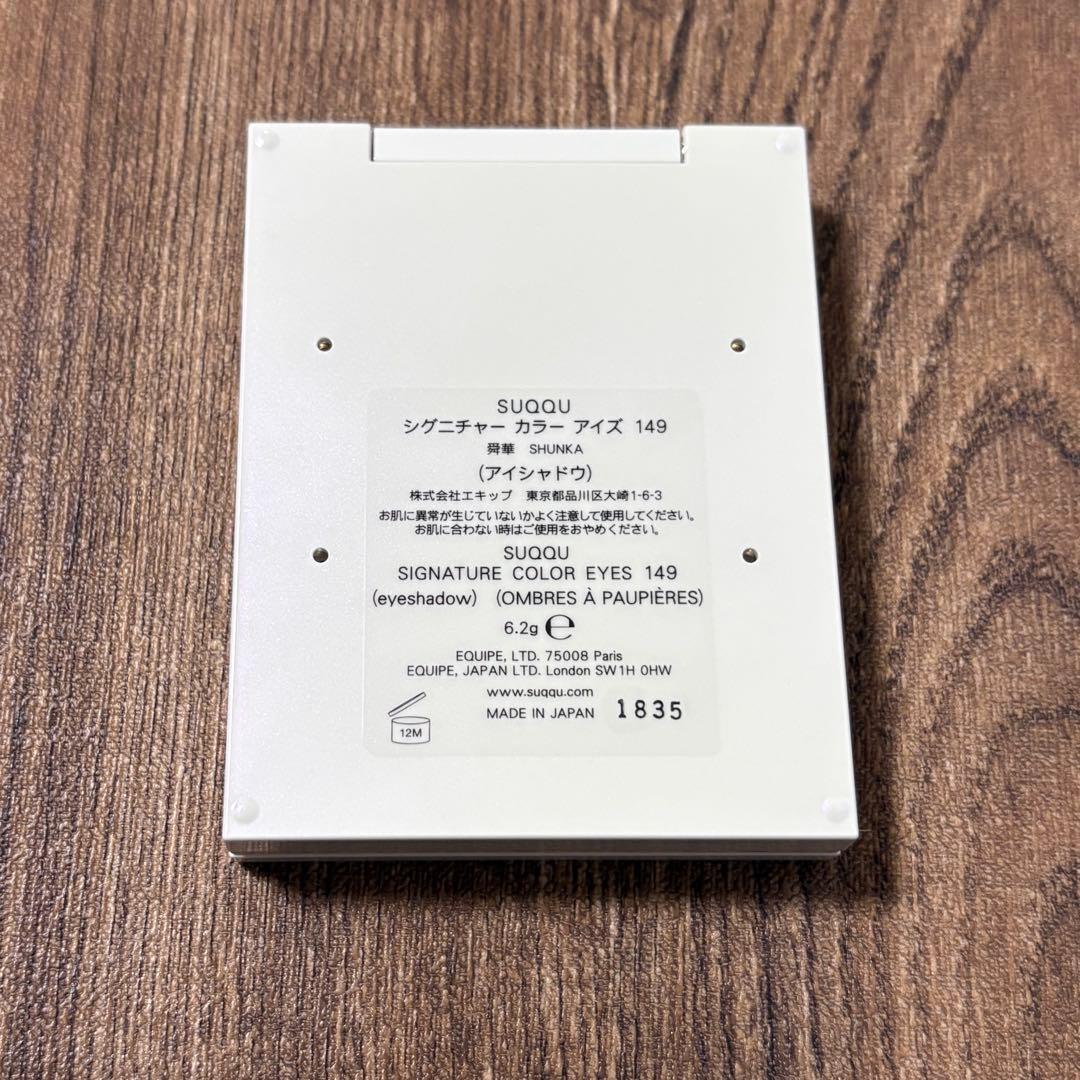 SUQQU
シグニチャー カラー アイズ 149
舜華 SHUNKA
(アイシャドウ)
株式会社エキップ 東京都品川区大崎1-6-3
お肌に異常が生じていないかよく注意して使用してください。
お肌に合わない時はご使用をおやめください。
SUQQU
SIGNATURE COLOR EYES 149
(eyeshadow) (OMBRES À PAUPIÈRES)
6.2g ℮
EQUIPE, LTD. 75008 Paris
EQUIPE, JAPAN LTD. London SW1H 0HW
www.suqqu.com
MADE IN JAPAN 1835
12M